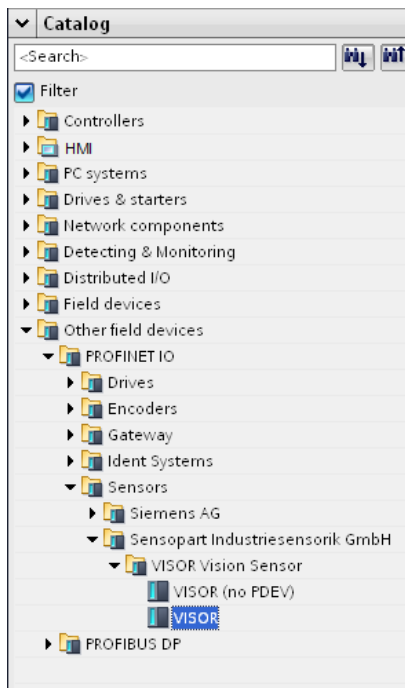 Catalog
<Search>
Filter
Controllers
HMI
PC systems
Drives & starters
Network components
Detecting & Monitoring
Distributed I/O
Field devices
Other field devices
PROFINET IO
Drives
Encoders
Gateway
Ident Systems
Sensors
Siemens AG
Sensopart Industriesensorik GmbH
VISOR Vision Sensor
VISOR (no PDEV)
VISOR
PROFIBUS DP